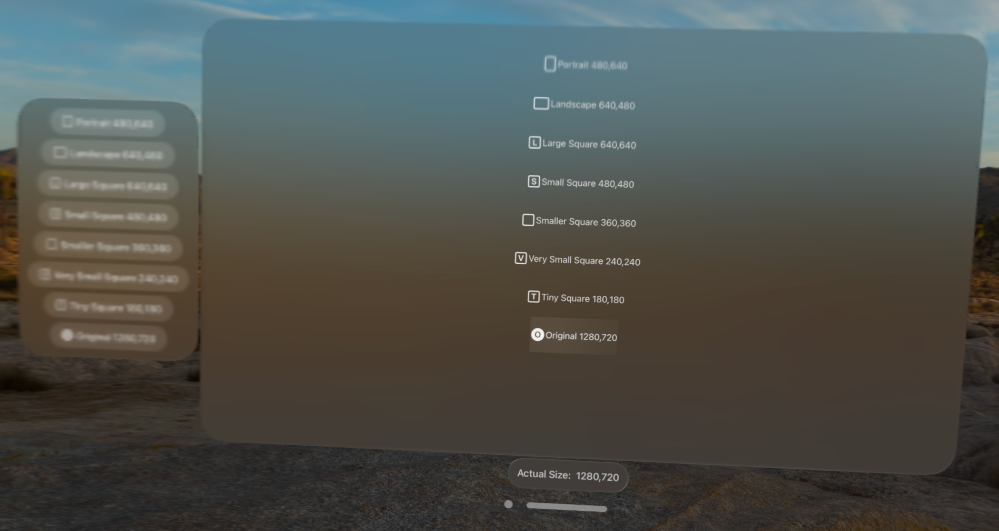 Portrait 480,640
Landscape 640,480
Large Square 640,640
Small Square 480,480
Smaller Square 360,360
Very Small Square 240,240
Tiny Square 180,180
Original 1280,720
Portrait 480,640
Landscape 640,480
L Large Square 640,640
S Small Square 480,480
Smaller Square 360,360
V Very Small Square 240,240
T Tiny Square 180,180
O Original 1280,720
Actual Size: 1280,720